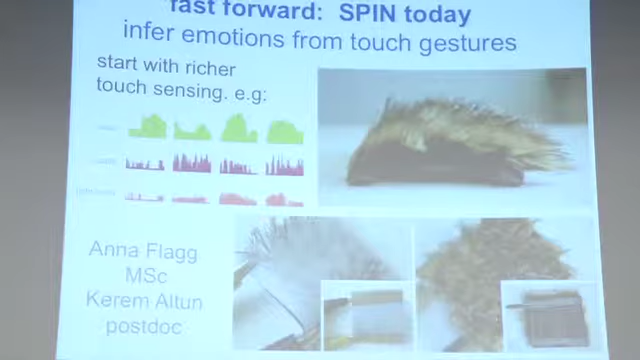 fast forward: SPIN today
infer emotions from touch gestures
start with richer
touch sensing. e.g:
Anna Flagg
MSc
Kerem Altun
postdoc